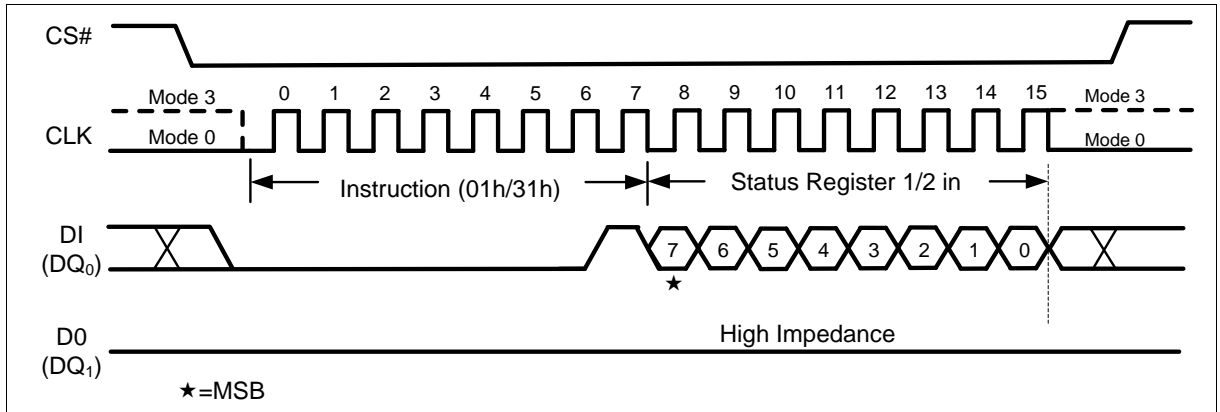 CS#
Mode 3 0 1 2 3 4 5 6 7 8 9 10 11 12 13 14 15 Mode 3
CLK
Mode 0 Mode 0
Instruction (01h/31h) Status Register 1/2 in
DI
(DQ₀)
7 6 5 4 3 2 1 0
★
D0
(DQ₁)
High Impedance
★=MSB